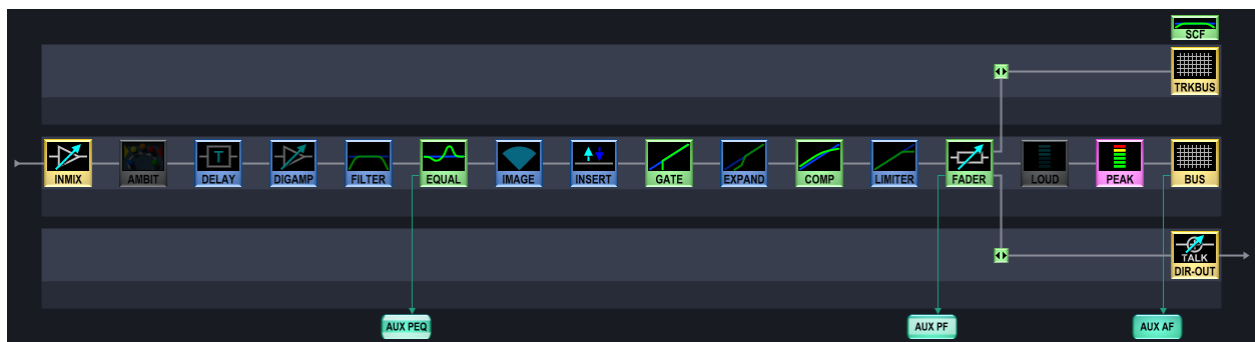 SCF
TRKBUS
INMIX
AMBIT
T
DELAY
DIGAMP
FILTER
EQUAL
IMAGE
INSERT
GATE
EXPAND
COMP
LIMITER
FADER
LOUD
PEAK
BUS
TALK
DIR-OUT
AUX PEQ
AUX PF
AUX AF